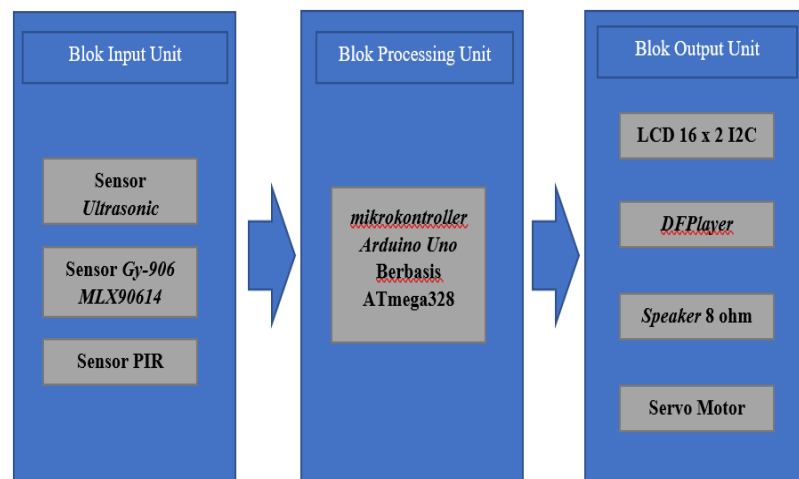 Blok Input Unit
Sensor
Ultrasonic
Sensor Gy-906
MLX90614
Sensor PIR
Blok Processing Unit
mikrokontroller
Arduino Uno
Berbasis
ATmega328
Blok Output Unit
LCD 16 x 2 I2C
DFPlayer
Speaker 8 ohm
Servo Motor